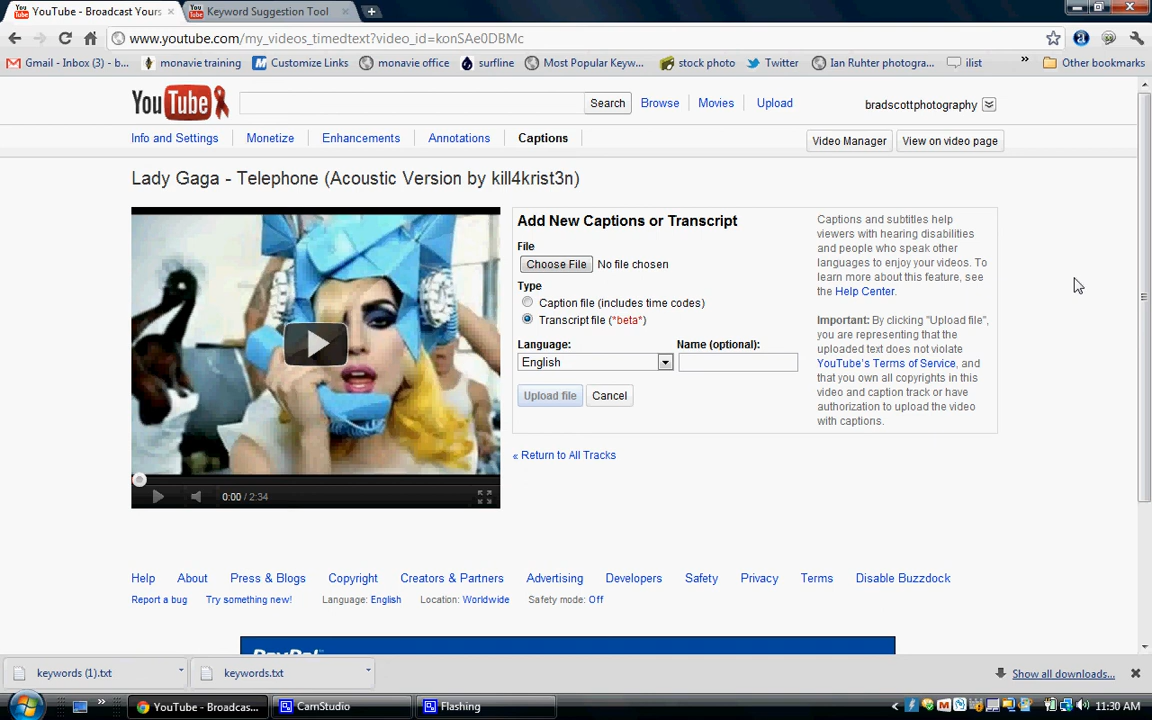 YouTube - Broadcast Yours
Keyword Suggestion Tool
www.youtube.com/my_videos_timedtext?video_id=konSAe0DBMc
Gmail - Inbox (3) - b...
monavie training
Customize Links
monavie office
surfline
Most Popular Keyw...
stock photo
Twitter
Ian Ruhter photogra...
ilist
Other bookmarks
YouTube
Search
Browse
Movies
Upload
bradscottphotography
Info and Settings
Monetize
Enhancements
Annotations
Captions
Video Manager
View on video page
Lady Gaga - Telephone (Acoustic Version by kill4krist3n)
Add New Captions or Transcript
File
Choose File No file chosen
Type
Caption file (includes time codes)
Transcript file (*beta*)
Language:
Name (optional):
English
Upload file
Cancel
« Return to All Tracks
Captions and subtitles help
viewers with hearing disabilities
and people who speak other
languages to enjoy your videos. To
learn more about this feature, see
the Help Center.
Important: By clicking "Upload file",
you are representing that the
uploaded text does not violate
YouTube's Terms of Service, and
that you own all copyrights in this
video and caption track or have
authorization to upload the video
with captions.
0:00 / 2:34
Help
About
Press & Blogs
Copyright
Creators & Partners
Advertising
Developers
Safety
Privacy
Terms
Disable Buzzdock
Report a bug
Try something new!
Language: English
Location: Worldwide
Safety mode: Off
PayPal
keywords (1).txt
keywords.txt
Show all downloads...
YouTube - Broadcas...
CamStudio
Flashing
11:30 AM